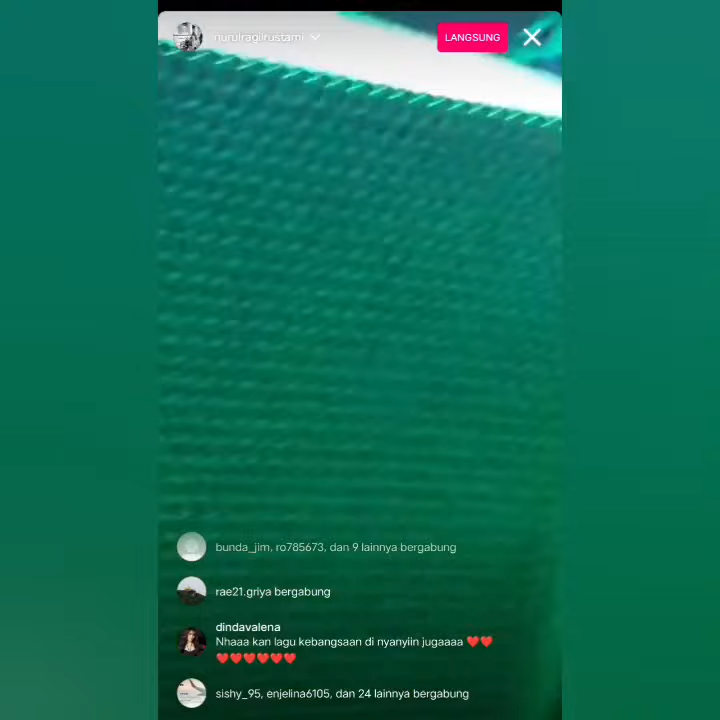 nurulragilrustami
LANGSUNG
bunda_jim, ro785673, dan 9 lainnya bergabung
rae21.griya bergabung
dindavalena
Nhaaa kan lagu kebangsaan di nyanyiin jugaaaa ❤️❤️
❤️❤️❤️❤️❤️❤️
sishy_95, enjelina6105, dan 24 lainnya bergabung